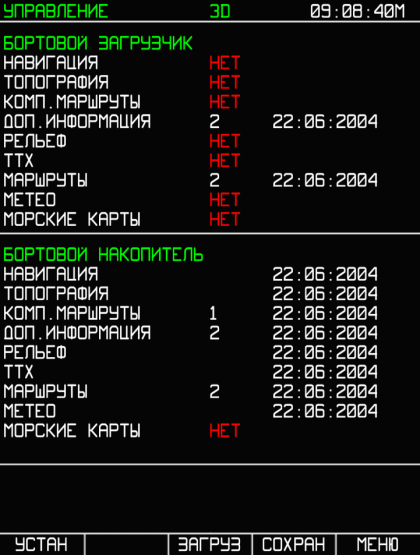 УПРАВЛЕНИЕ 3D 09:08:40М
БОРТОВОЙ ЗАГРУЗЧИК
НАВИГАЦИЯ НЕТ
ТОПОГРАФИЯ НЕТ
КОМП.МАРШРУТЫ НЕТ
ДОП.ИНФОРМАЦИЯ 2 22:06:2004
РЕЛЬЕФ НЕТ
ТТХ НЕТ
МАРШРУТЫ 2 22:06:2004
МЕТЕО НЕТ
МОРСКИЕ КАРТЫ НЕТ
БОРТОВОЙ НАКОПИТЕЛЬ
НАВИГАЦИЯ 22:06:2004
ТОПОГРАФИЯ 22:06:2004
КОМП.МАРШРУТЫ 1 22:06:2004
ДОП.ИНФОРМАЦИЯ 2 22:06:2004
РЕЛЬЕФ 22:06:2004
ТТХ 22:06:2004
МАРШРУТЫ 2 22:06:2004
МЕТЕО 22:06:2004
МОРСКИЕ КАРТЫ НЕТ
УСТАН ЗАГРУЗ СОХРАН МЕНЮ